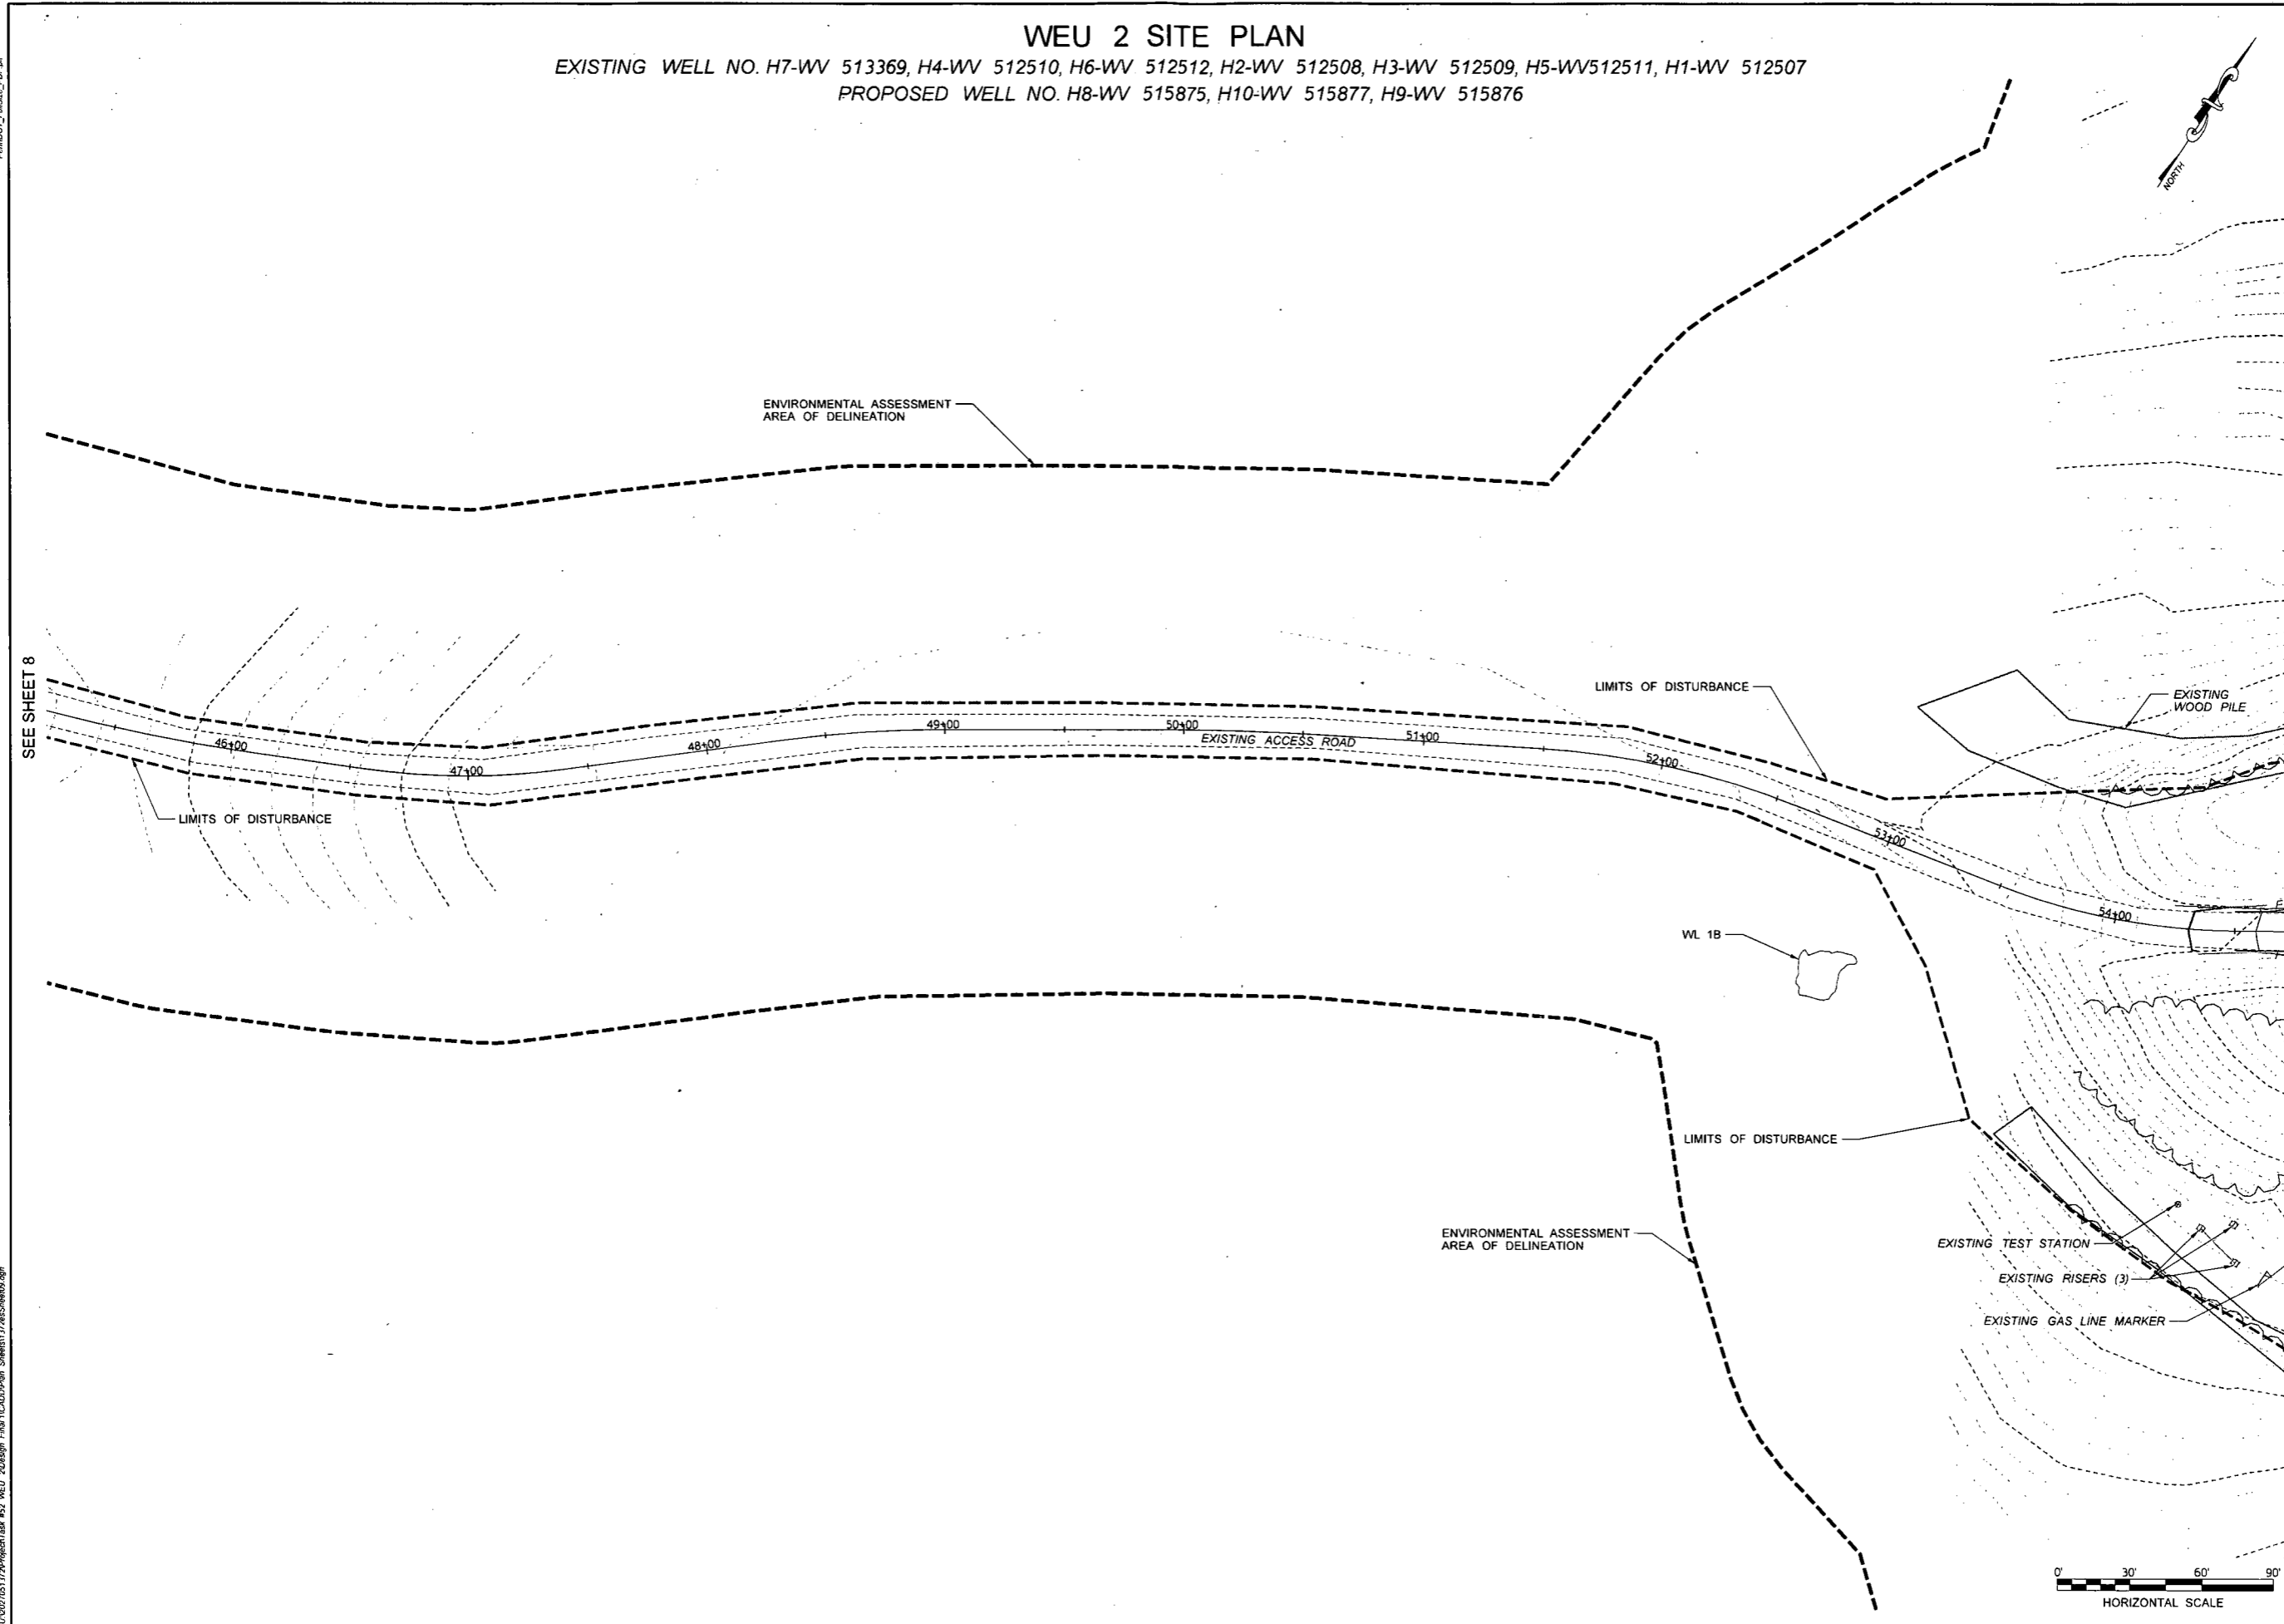 WEU 2 SITE PLAN
EXISTING WELL NO. H7-WV 513369, H4-WV 512510, H6-WV 512512, H2-WV 512508, H3-WV 512509, H5-WV512511, H1-WV 512507
PROPOSED WELL NO. H8-WV 515875, H10-WV 515877, H9-WV 515876
NORTH
ENVIRONMENTAL ASSESSMENT
AREA OF DELINEATION
SEE SHEET 8
LIMITS OF DISTURBANCE
EXISTING
WOOD PILE
46+00
47+00
48+00
49+00
50+00
EXISTING ACCESS ROAD
51+00
52+00
53+00
54+00
LIMITS OF DISTURBANCE
WL 1B
LIMITS OF DISTURBANCE
ENVIRONMENTAL ASSESSMENT
AREA OF DELINEATION
EXISTING TEST STATION
EXISTING RISERS (3)
EXISTING GAS LINE MARKER
0' 30' 60' 90'
HORIZONTAL SCALE